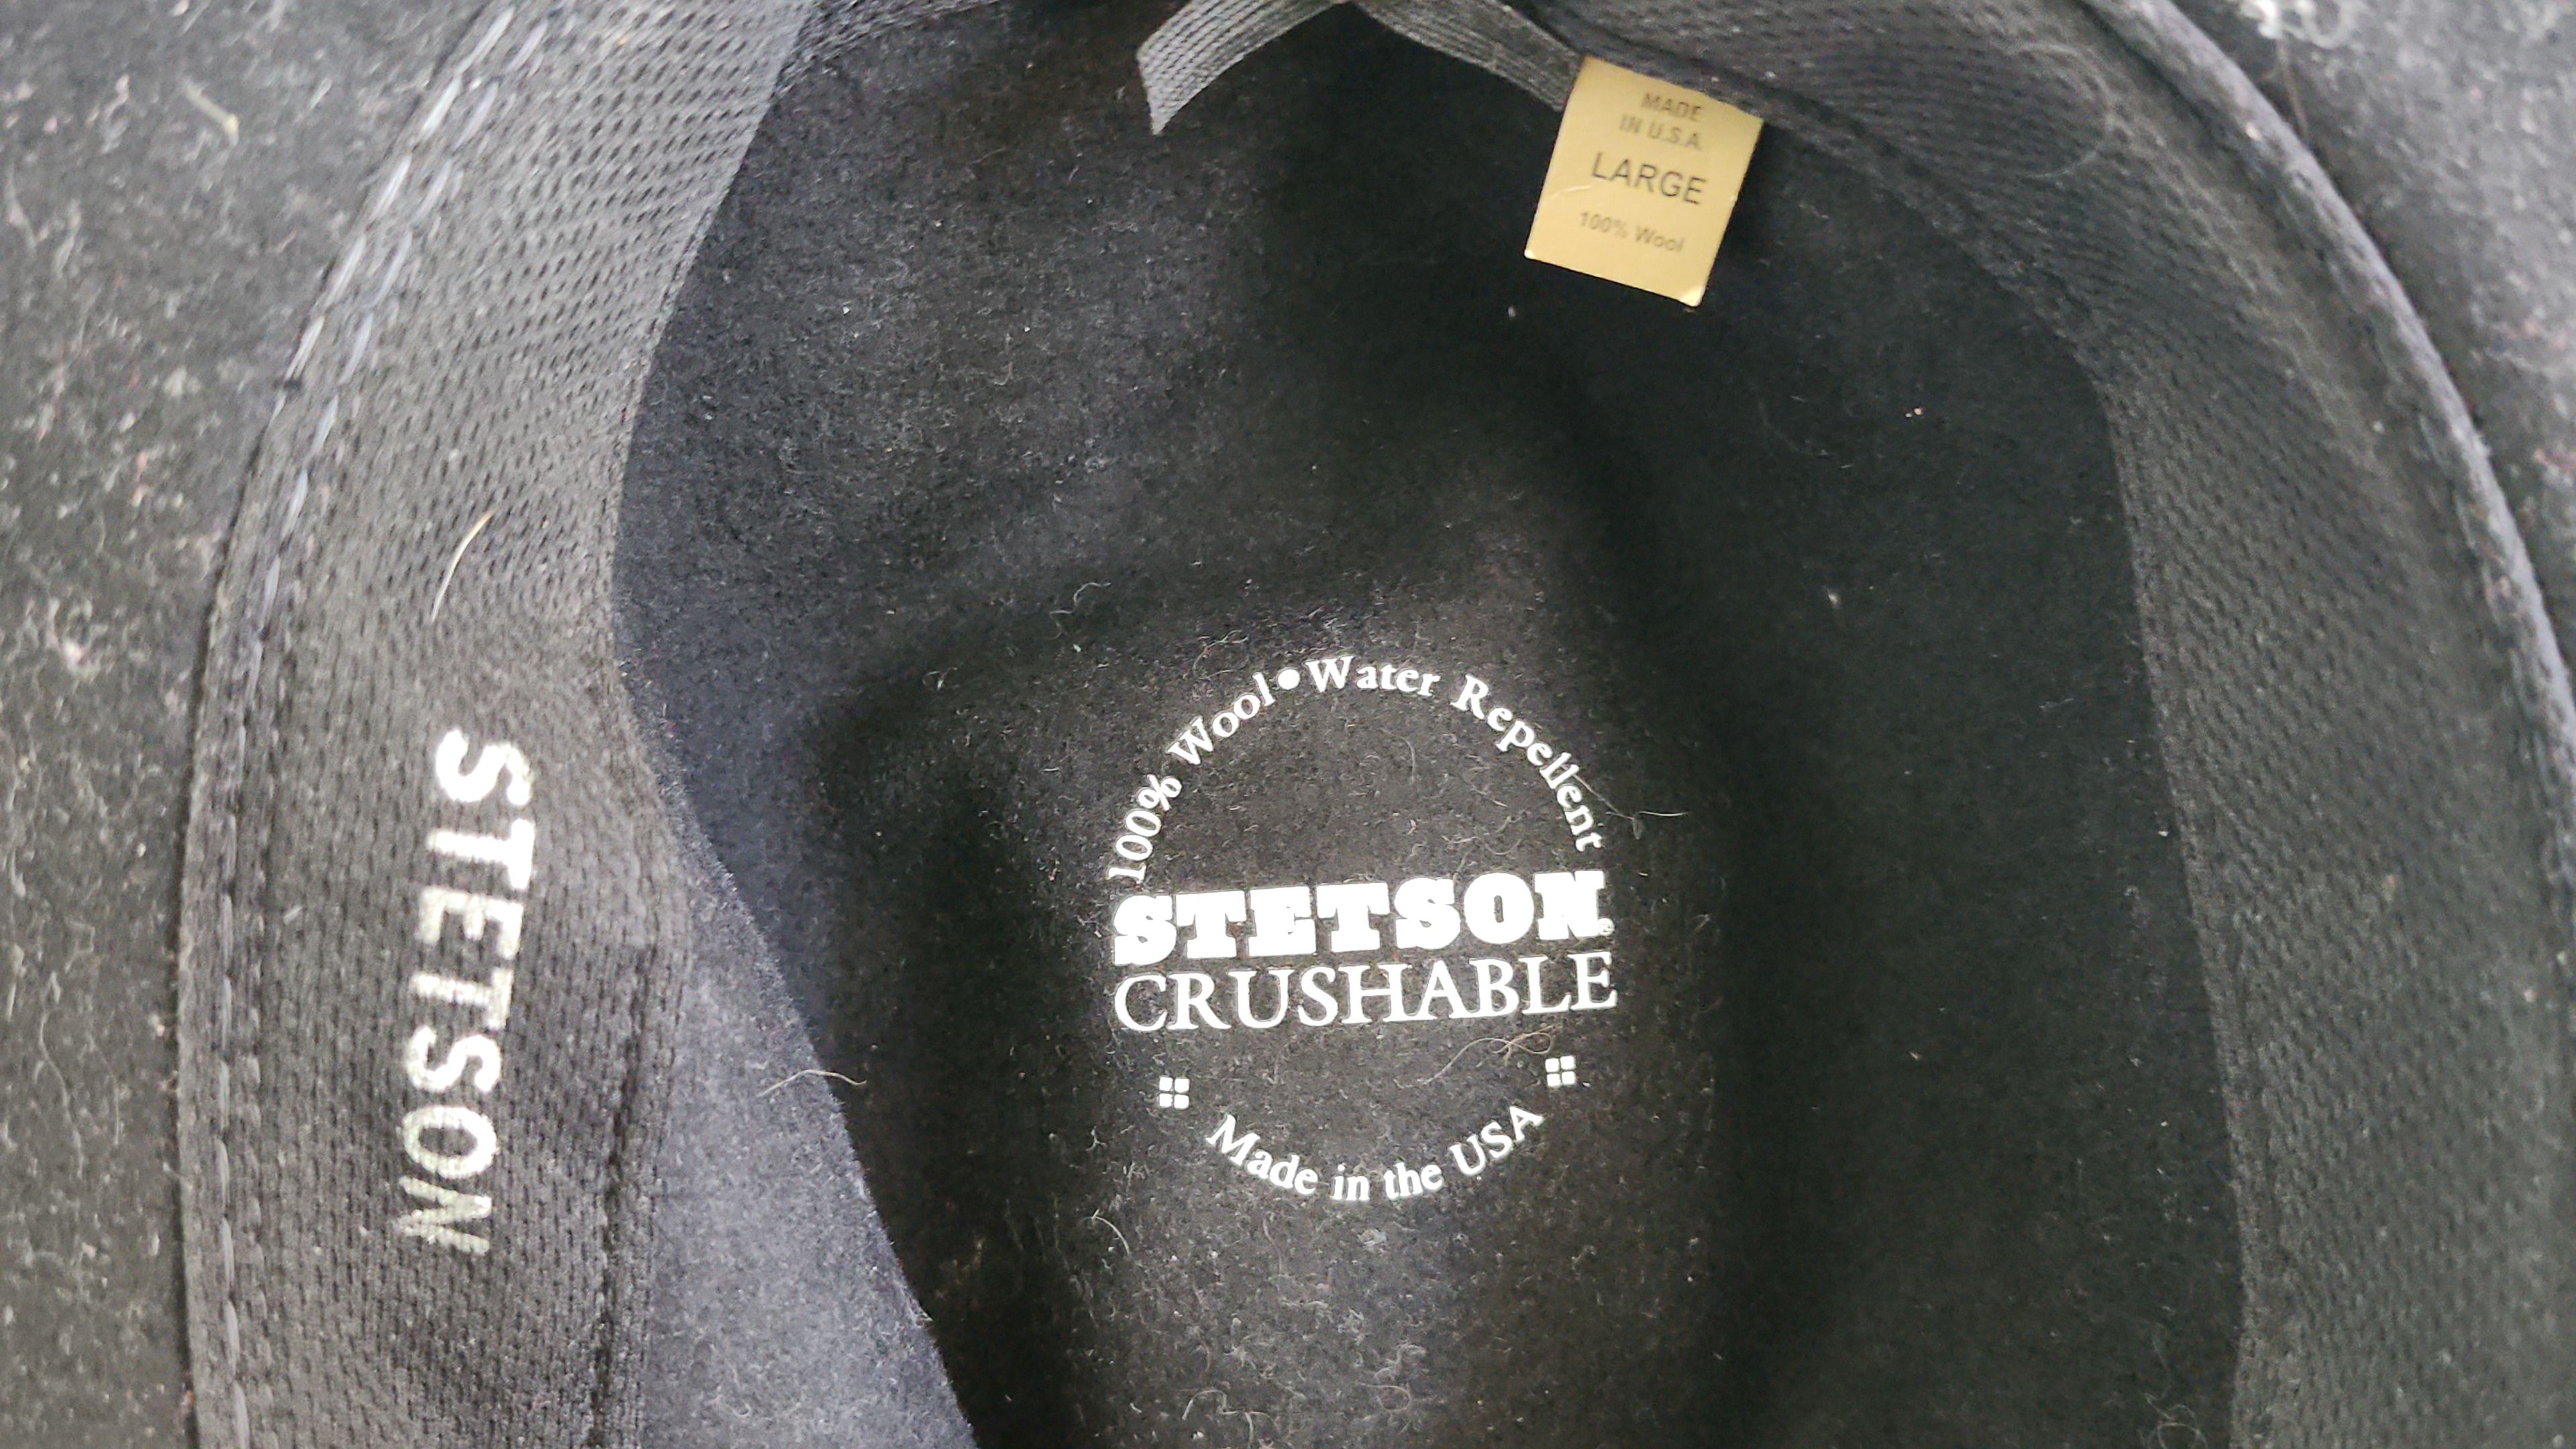 MADE
IN U.S.A.
LARGE
100% Wool
STETSON
100% Wool • Water Repellent
STETSON®
CRUSHABLE
Made in the USA